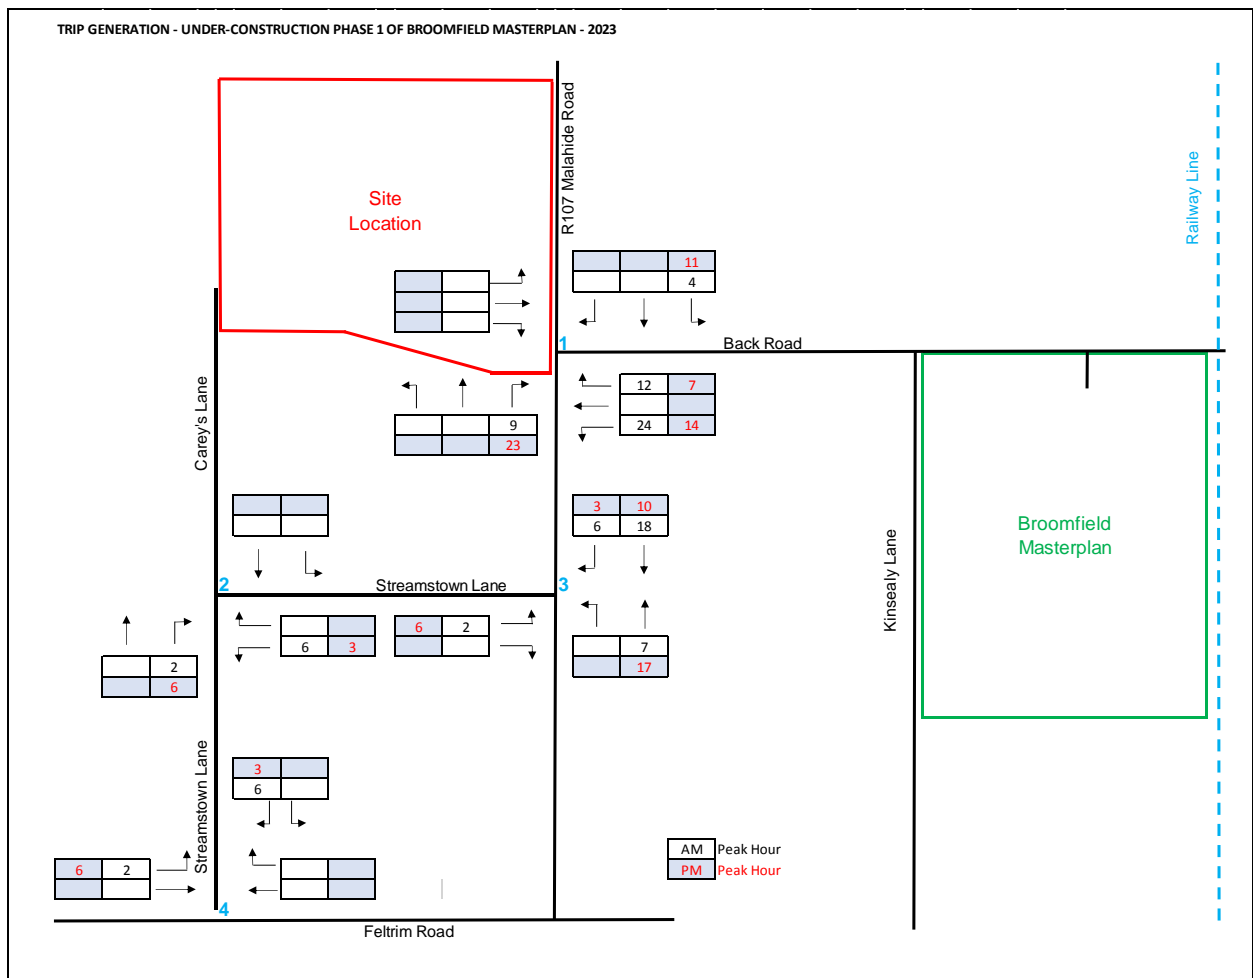 TRIP GENERATION - UNDER-CONSTRUCTION PHASE 1 OF BROOMFIELD MASTERPLAN - 2023
R107 Malahide Road
Railway Line
Site
Location
11
4
1
Back Road
12 7
24 14
9
23
Carey's Lane
3 10
6 18
Broomfield
Masterplan
Kinsealy Lane
2
Streamstown Lane
3
6 3
6 2
7
17
2
6
Streamstown Lane
3
6
6 2
AM Peak Hour
PM Peak Hour
4
Feltrim Road